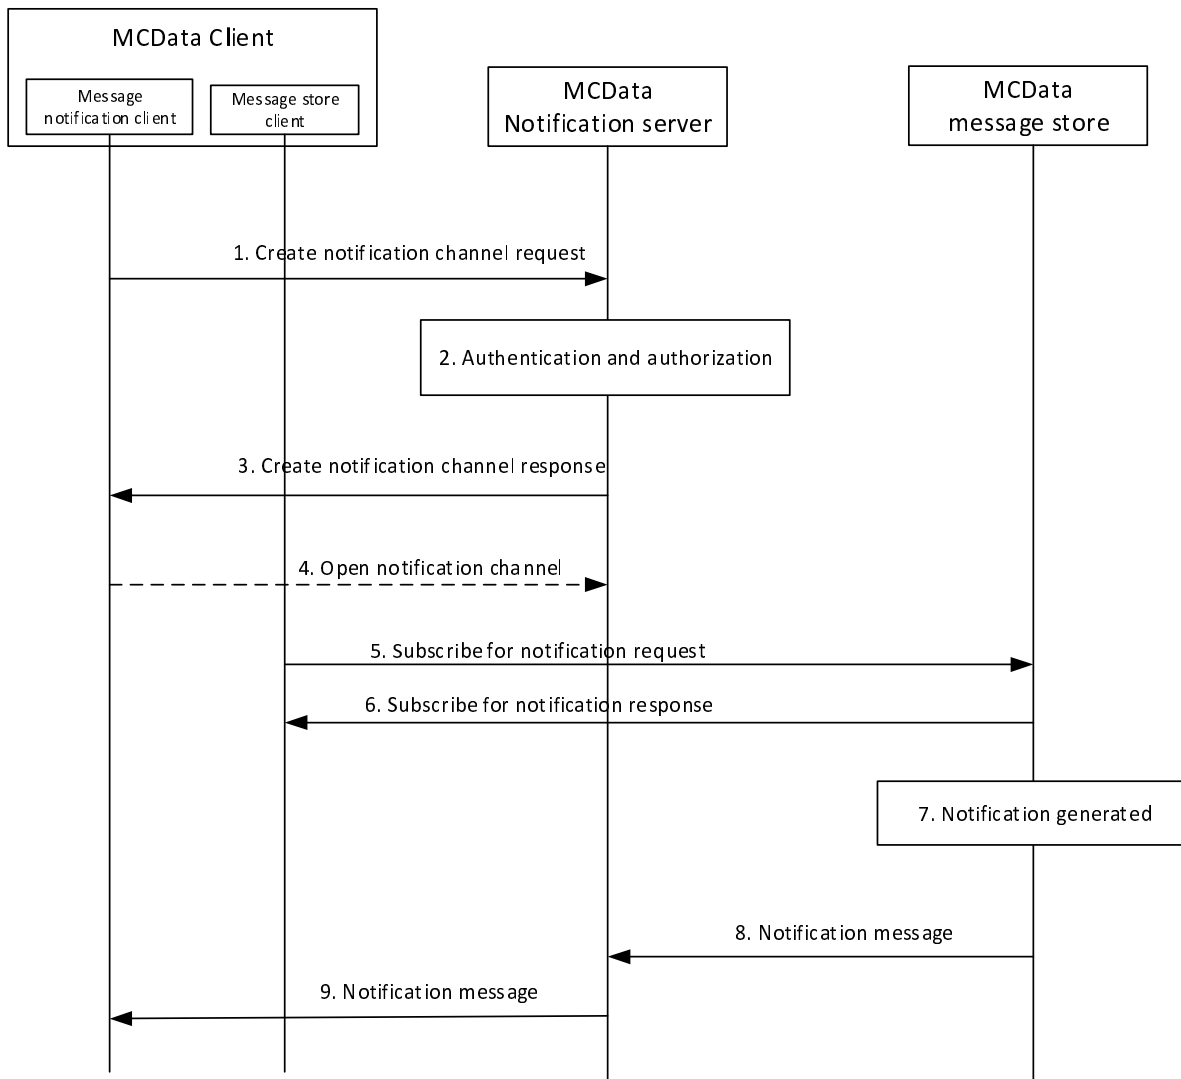 MCData Client
Message
notification client
Message store
client
MCData
Notification server
MCData
message store
1. Create notification channel request
2. Authentication and authorization
3. Create notification channel response
4. Open notification channel
5. Subscribe for notification request
6. Subscribe for notification response
7. Notification generated
8. Notification message
9. Notification message